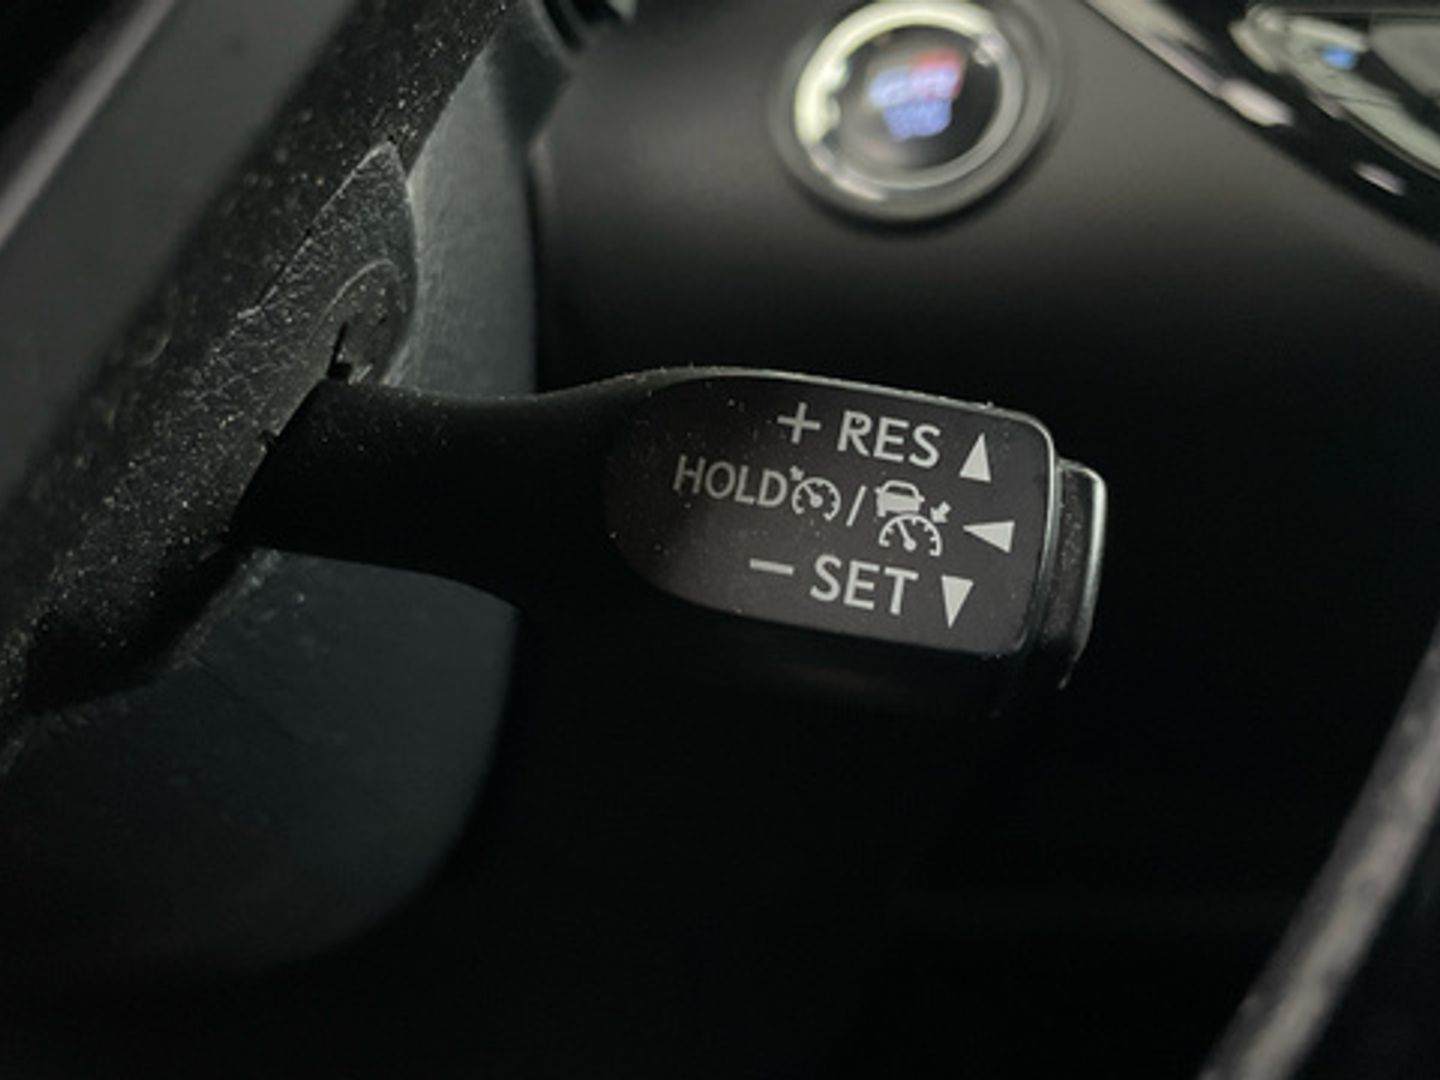 + RES
HOLD /
− SET